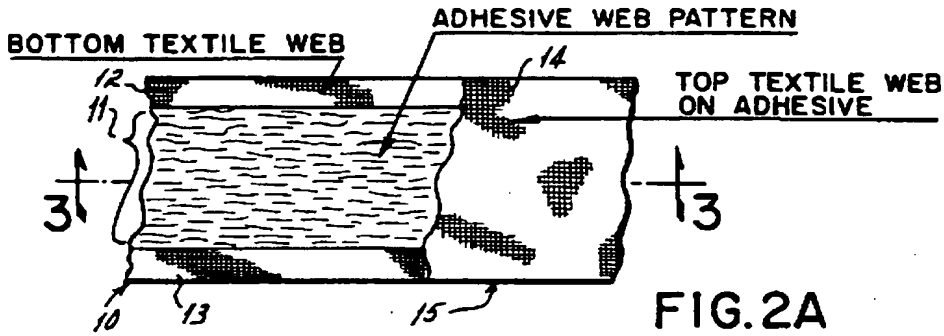 ADHESIVE WEB PATTERN
BOTTOM TEXTILE WEB
14
12
TOP TEXTILE WEB
ON ADHESIVE
11
3
3
10
13
15
FIG. 2A